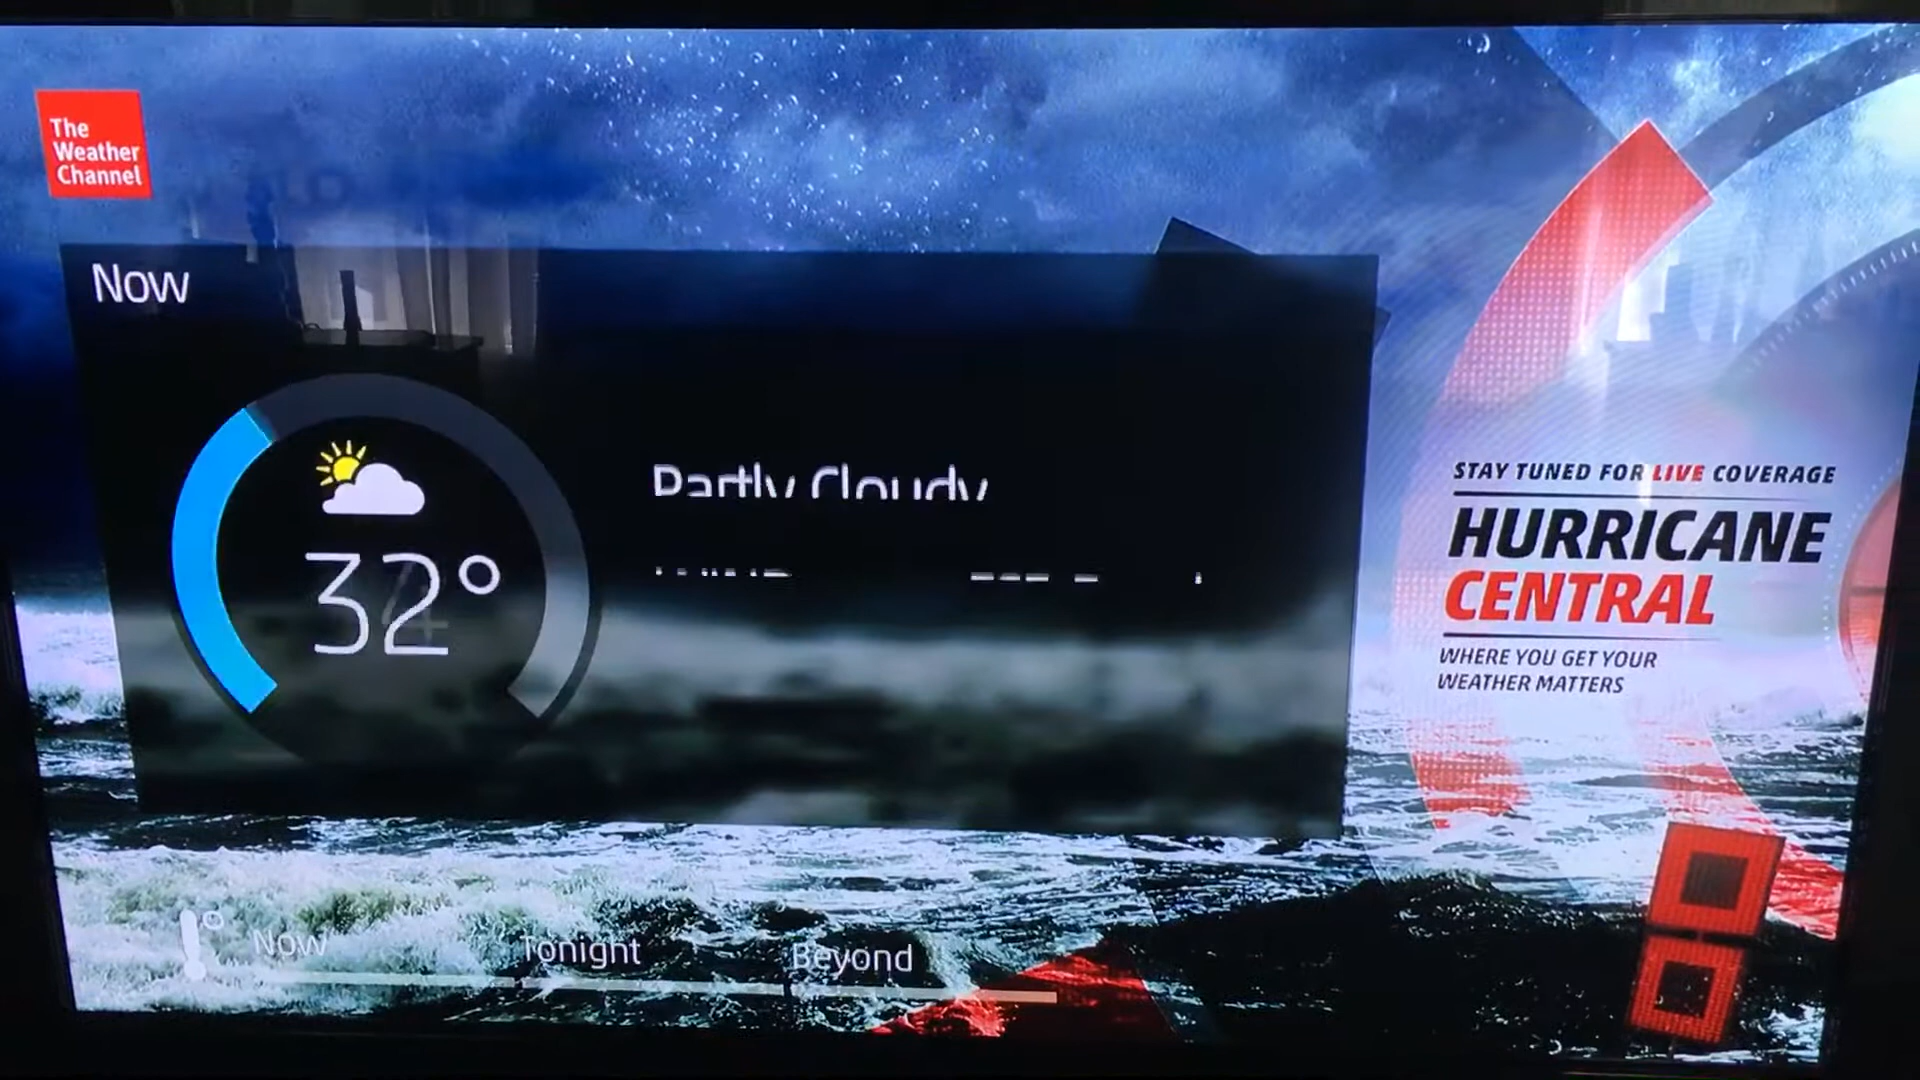 The
Weather
Channel
Now
32°
Partly Cloudy
STAY TUNED FOR LIVE COVERAGE
HURRICANE
CENTRAL
WHERE YOU GET YOUR
WEATHER MATTERS
Now Tonight Beyond